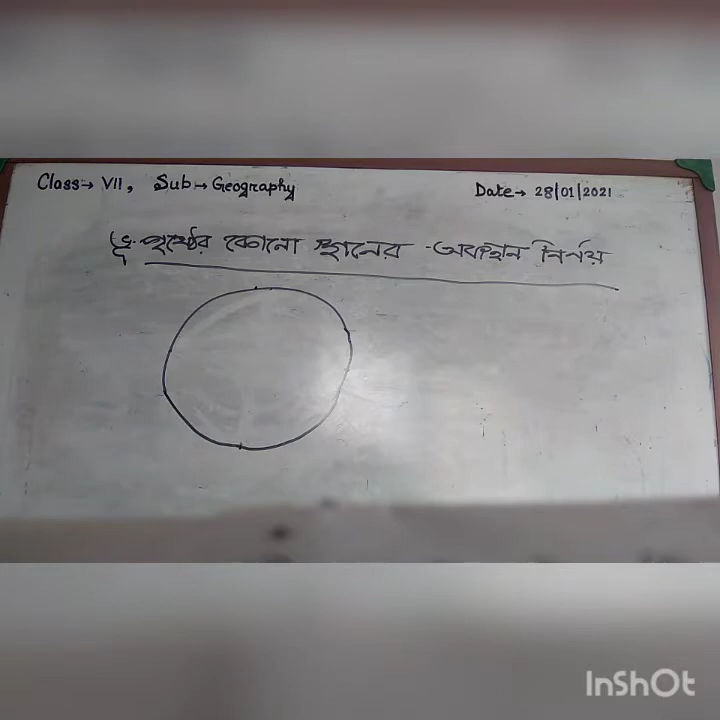 Class→ VII, Sub→ Geography Date→ 28/01/2021
ভূ-পৃষ্ঠের কোনো স্থানের অবস্থান নির্ণয়
InShOt